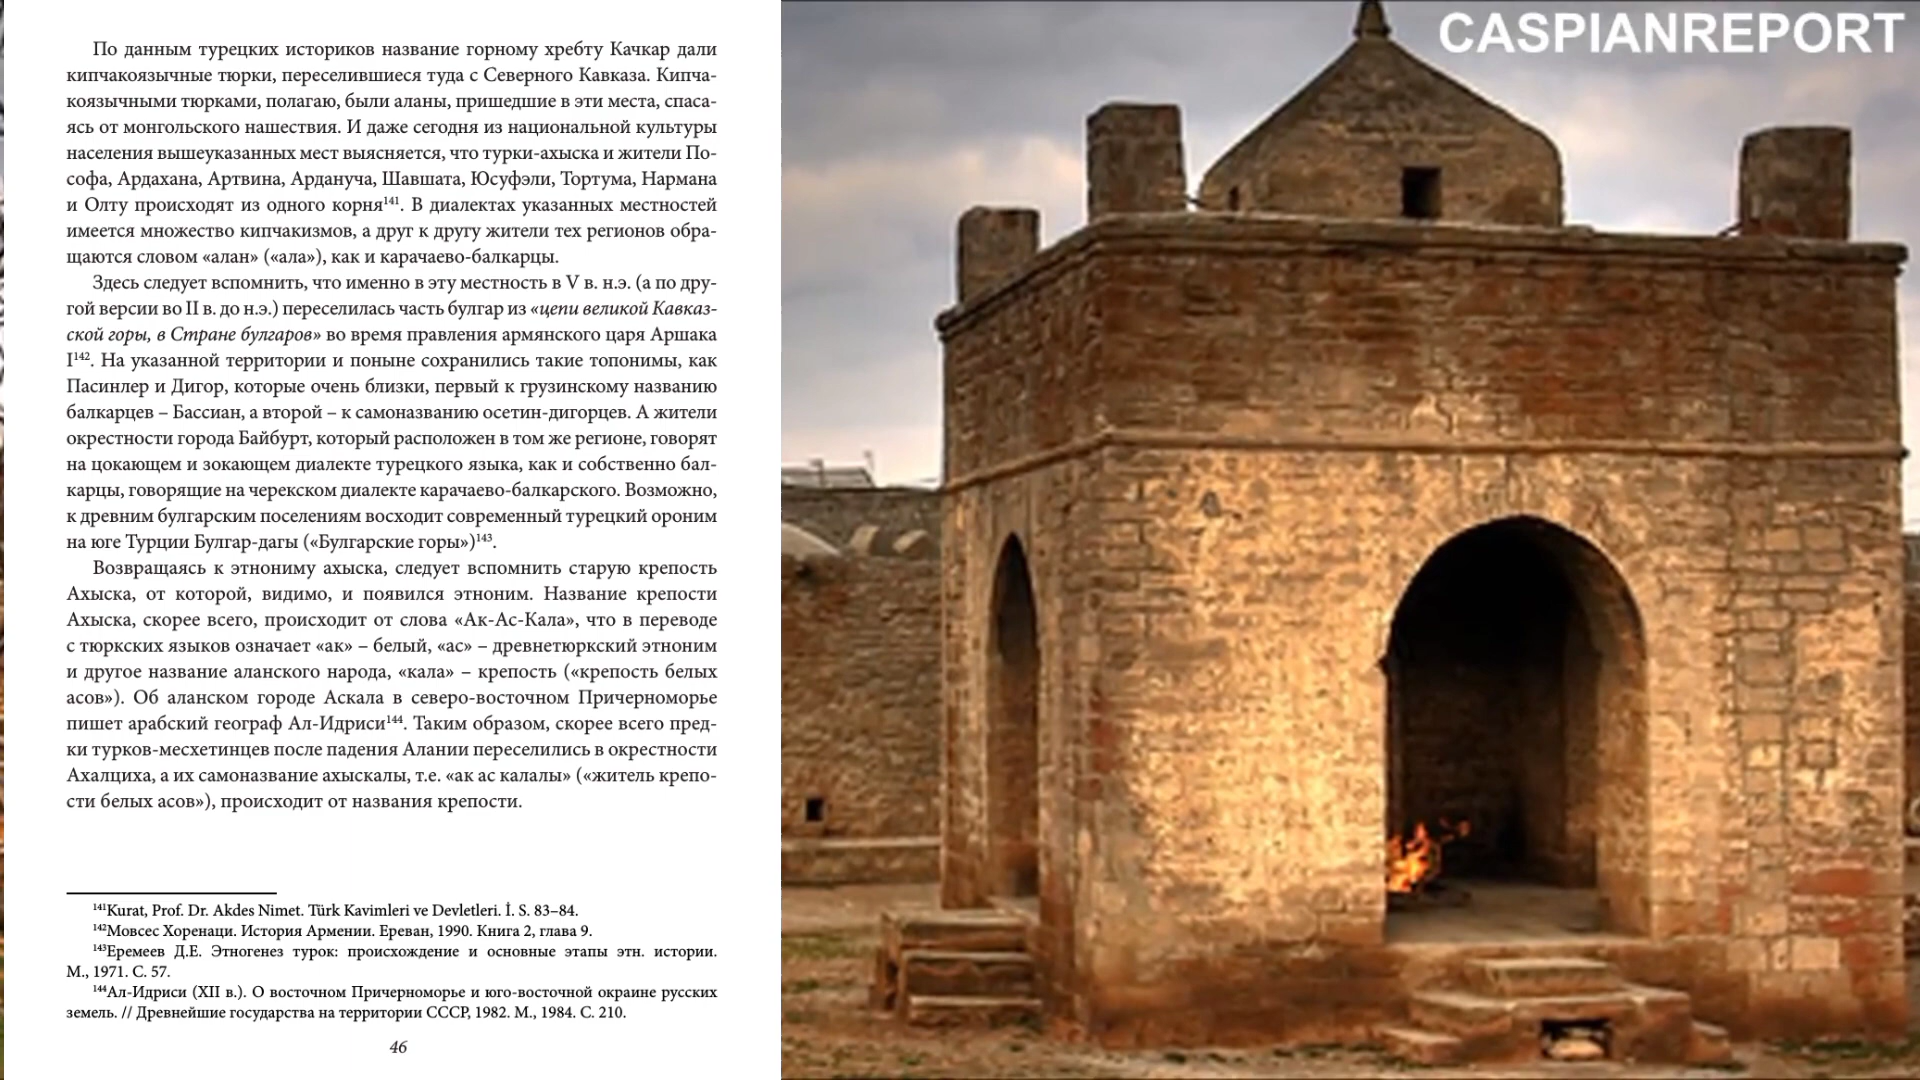 По данным турецких историков название горному хребту Качкар дали
кипчакоязычные тюрки, переселившиеся туда с Северного Кавказа. Кипча-
коязычными тюрками, полагаю, были аланы, пришедшие в эти места, спаса-
ясь от монгольского нашествия. И даже сегодня из национальной культуры
населения вышеуказанных мест выясняется, что турки-ахыска и жители По-
софа, Ардахана, Артвина, Ардануча, Шавшата, Юсуфэли, Тортума, Нармана
и Олту происходят из одного корня¹⁴¹. В диалектах указанных местностей
имеется множество кипчакизмов, а друг к другу жители тех регионов обра-
щаются словом «алан» («ала»), как и карачаево-балкарцы.
Здесь следует вспомнить, что именно в эту местность в V в. н.э. (а по дру-
гой версии во II в. до н.э.) переселилась часть булгар из «цепи великой Кавказ-
ской горы, в Стране булгаров» во время правления армянского царя Аршака
I¹⁴². На указанной территории и поныне сохранились такие топонимы, как
Пасинлер и Дигор, которые очень близки, первый к грузинскому названию
балкарцев – Бассиан, а второй – к самоназванию осетин-дигорцев. А жители
окрестности города Байбурт, который расположен в том же регионе, говорят
на цокающем и зокающем диалекте турецкого языка, как и собственно бал-
карцы, говорящие на черекском диалекте карачаево-балкарского. Возможно,
к древним булгарским поселениям восходит современный турецкий ороним
на юге Турции Булгар-дагы («Булгарские горы»)¹⁴³.
Возвращаясь к этнониму ахыска, следует вспомнить старую крепость
Ахыска, от которой, видимо, и появился этноним. Название крепости
Ахыска, скорее всего, происходит от слова «Ак-Ас-Кала», что в переводе
с тюркских языков означает «ак» – белый, «ас» – древнетюркский этноним
и другое название аланского народа, «кала» – крепость («крепость белых
асов»). Об аланском городе Аскала в северо-восточном Причерноморье
пишет арабский географ Ал-Идриси¹⁴⁴. Таким образом, скорее всего пред-
ки турков-месхетинцев после падения Алании переселились в окрестности
Ахалциха, а их самоназвание ахыскалы, т.е. «ак ас калалы» («житель крепо-
сти белых асов»), происходит от названия крепости.
¹⁴¹Kurat, Prof. Dr. Akdes Nimet. Türk Kavimleri ve Devletleri. İ. S. 83–84.
¹⁴²Мовсес Хоренаци. История Армении. Ереван, 1990. Книга 2, глава 9.
¹⁴³Еремеев Д.Е. Этногенез турок: происхождение и основные этапы этн. истории.
М., 1971. С. 57.
¹⁴⁴Ал-Идриси (XII в.). О восточном Причерноморье и юго-восточной окраине русских
земель. // Древнейшие государства на территории СССР, 1982. М., 1984. С. 210.
46
CASPIANREPORT